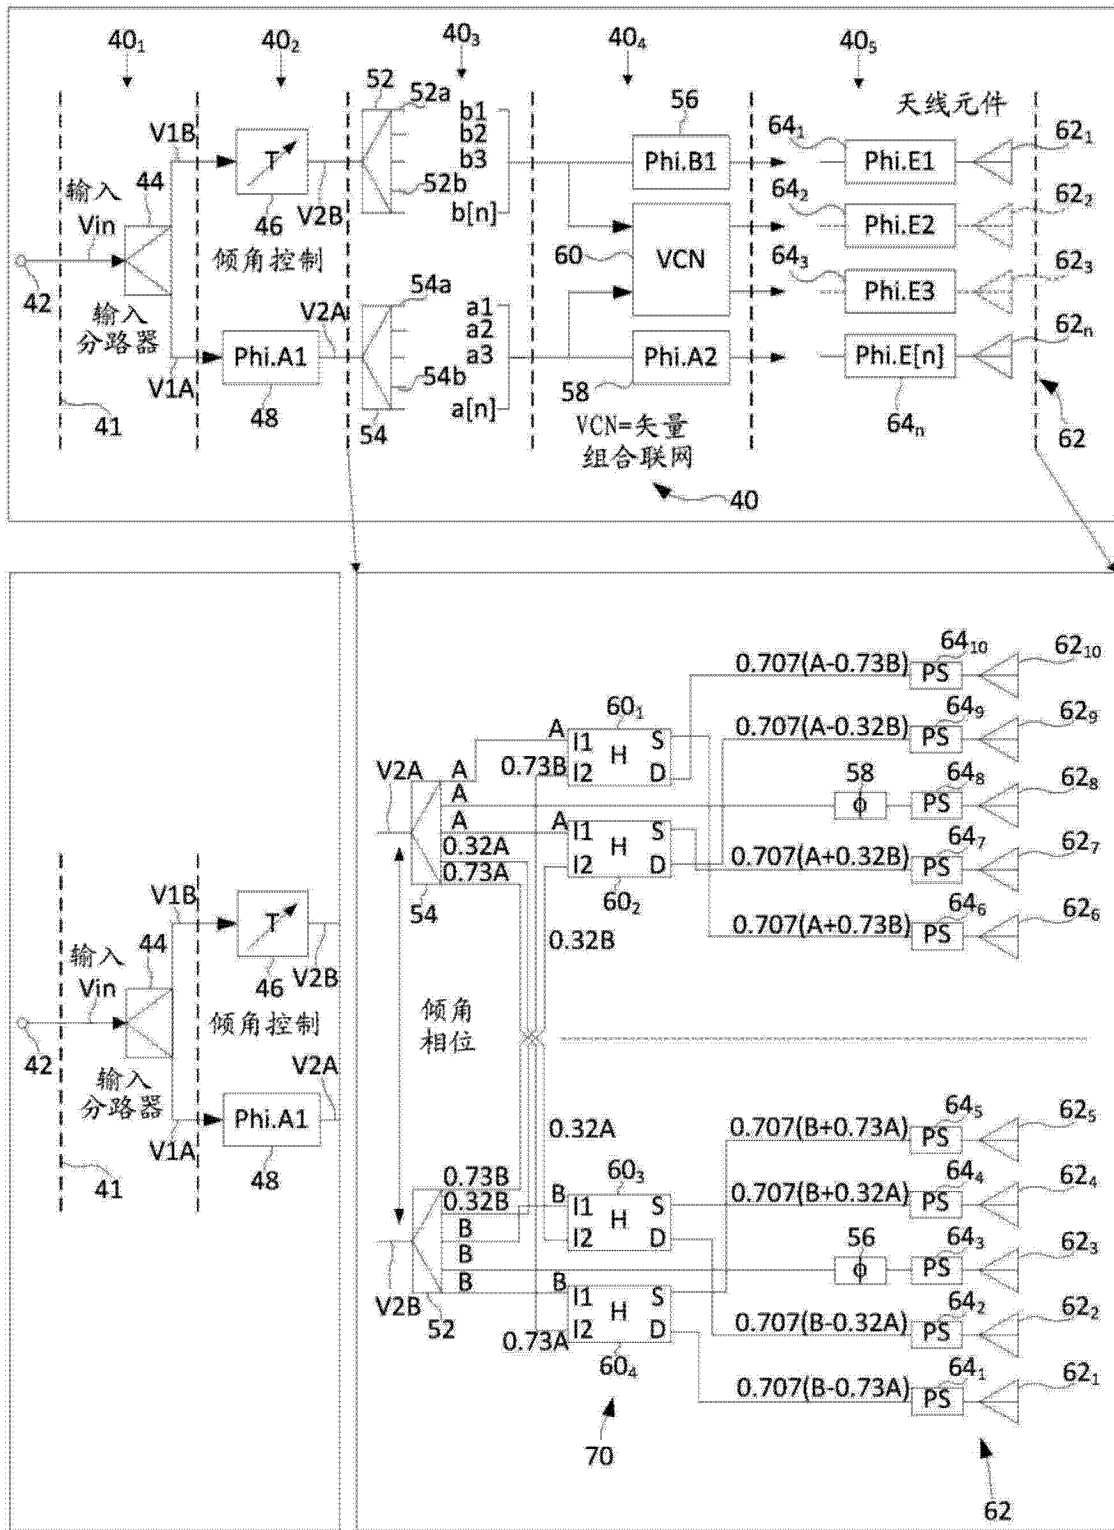 40₁ 40₂ 40₃ 40₄ 40₅
52 52a 56 天线元件
V1B b1 64₁ 62₁
44 T b2 Phi.B1 Phi.E1
输入 b3
Vin V2B 52b 64₂ 62₂
46 b[n] Phi.E2
倾角控制 60 VCN 64₃ 62₃
42 54a
输入 V2A a1 Phi.E3
分路器 a2 62ₙ
Phi.A1 a3 Phi.A2 Phi.E[n]
V1A 54b 58
41 48 54 a[n] 64ₙ 62
VCN=矢量
组合联网
40
64₁₀ 62₁₀
0.707(A-0.73B) PS
60₁ 64₉ 62₉
A I1 H S 0.707(A-0.32B) PS
V2A A 0.73B I2 D
A 58 64₈ 62₈
A A I1 H S ϕ PS
0.32A I2 D 64₇ 62₇
0.73A 0.707(A+0.32B) PS
54 60₂ 64₆ 62₆
0.32B 0.707(A+0.73B) PS
V1B
44 T
输入
Vin 46 V2B
倾角控制
42
输入 V2A
分路器
Phi.A1
V1A
41 48
倾角
相位
0.32A 64₅ 62₅
0.707(B+0.73A) PS
0.73B 60₃ 64₄ 62₄
0.32B B I1 H S 0.707(B+0.32A) PS
B I2 D
B 56 64₃ 62₃
B B I1 H S ϕ PS
V2B I2 D 64₂ 62₂
52 0.73A 0.707(B-0.32A) PS
60₄ 64₁ 62₁
0.707(B-0.73A) PS
70
62